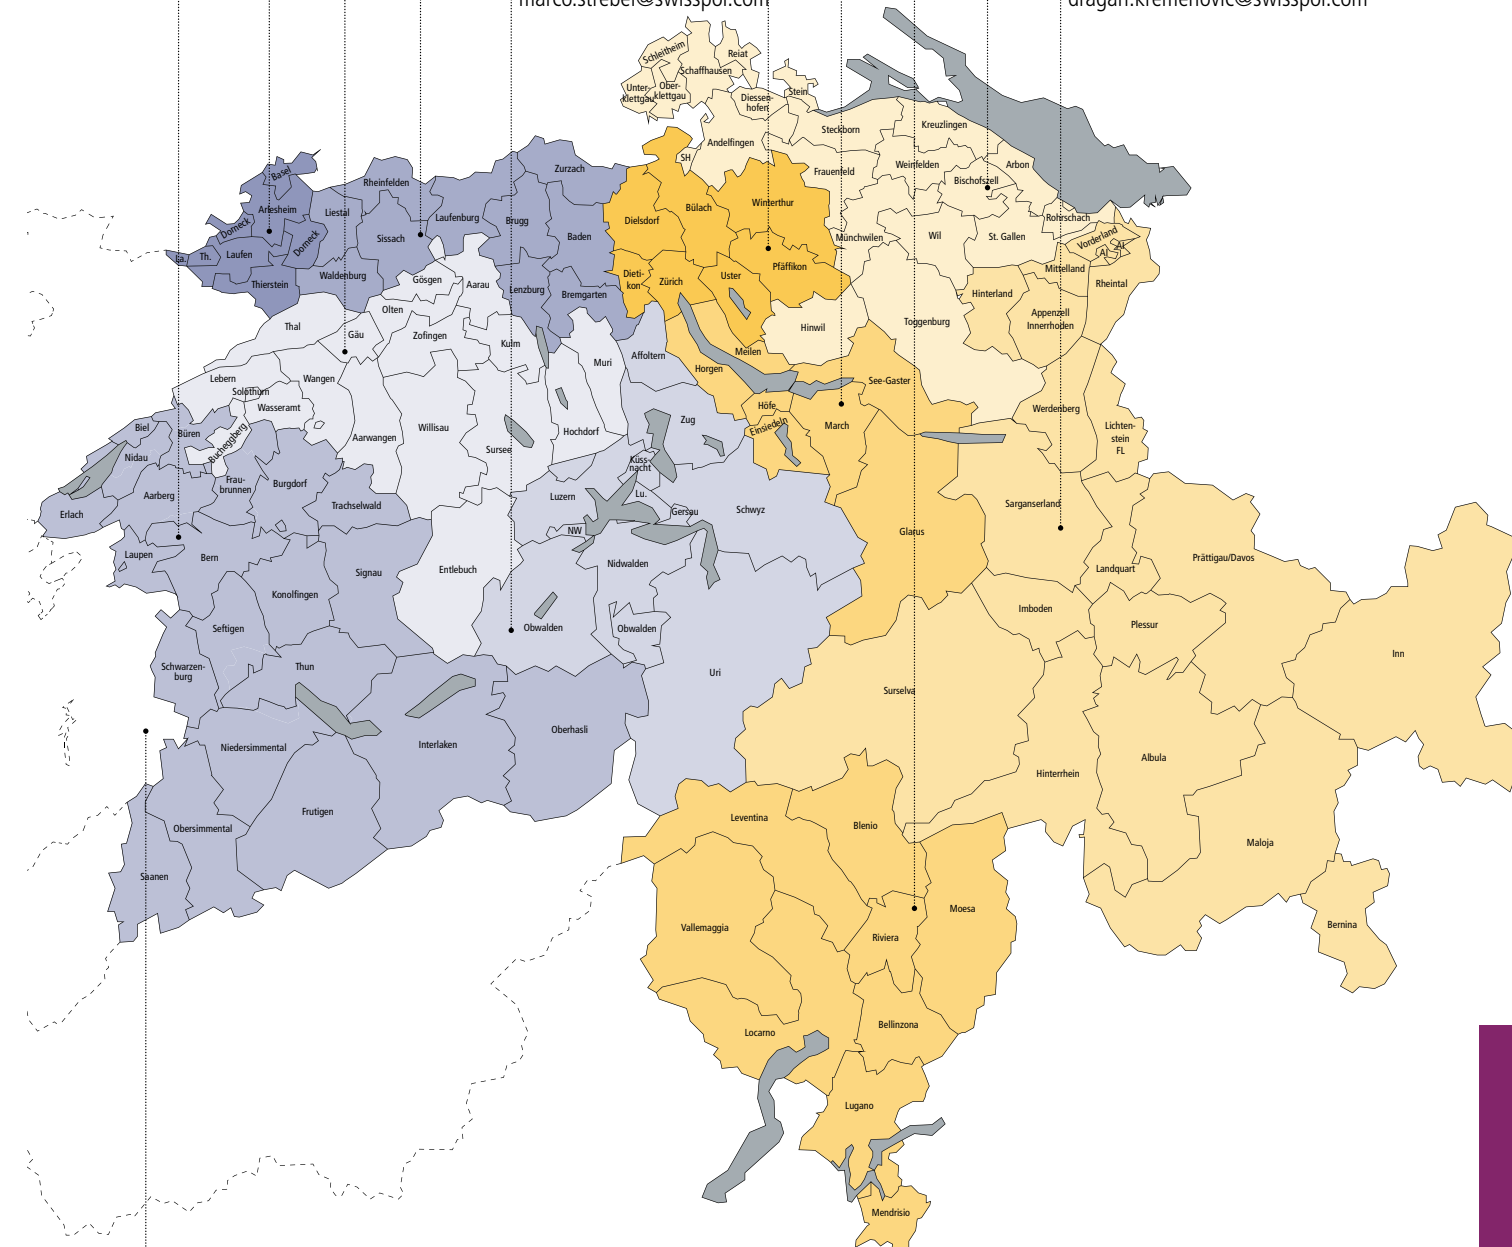 marco.strebel@swisspor.com
dragan.kremenovic@swisspor.com
Schleitheim
Reiat
Schaffhausen
Unter-
klettgau
Ober-
klettgau
Stein
Diessen-
hofen
Steckborn
Kreuzlingen
Andelfingen
SH
Zurzach
Weinfelden
Arbon
Frauenfeld
Bischofszell
Basel
Rheinfelden
Winterthur
Arlesheim
Liestal
Laufenburg
Brugg
Dielsdorf
Bülach
Rohrschach
Dorneck
Dorneck
Sissach
Baden
Münchwilen
Wil
St. Gallen
Vorderland
AI
AI
La.
Th.
Laufen
Mittelland
Thierstein
Waldenburg
Gösgen
Aarau
Lenzburg
Bremgarten
Dieti-
kon
Zürich
Uster
Pfäffikon
Hinterland
Rheintal
Olten
Appenzell
Innerrhoden
Thal
Gäu
Zofingen
Kulm
Hinwil
Toggenburg
Muri
Affoltern
Meilen
Horgen
Lebern
Solothurn
Wangen
See-Gaster
Wasseramt
Höfe
Werdenberg
Biel
Büren
Bucheggberg
Aarwangen
Willisau
Hochdorf
Zug
Einsiedeln
March
Lichten-
stein
FL
Nidau
Sursee
Küss-
nacht
Frau-
brunnen
Burgdorf
Aarberg
Erlach
Trachselwald
Luzern
Lu.
Gersau
Schwyz
Sarganserland
NW
Glarus
Laupen
Bern
Signau
Entlebuch
Nidwalden
Landquart
Prättigau/Davos
Konolfingen
Imboden
Seftigen
Obwalden
Obwalden
Plessur
Schwarzen-
burg
Thun
Uri
Inn
Surselva
Niedersimmental
Interlaken
Oberhasli
Albula
Hinterrhein
Frutigen
Leventina
Blenio
Obersimmental
Maloja
Saanen
Moesa
Vallemaggia
Riviera
Bernina
Locarno
Bellinzona
Lugano
Mendrisio